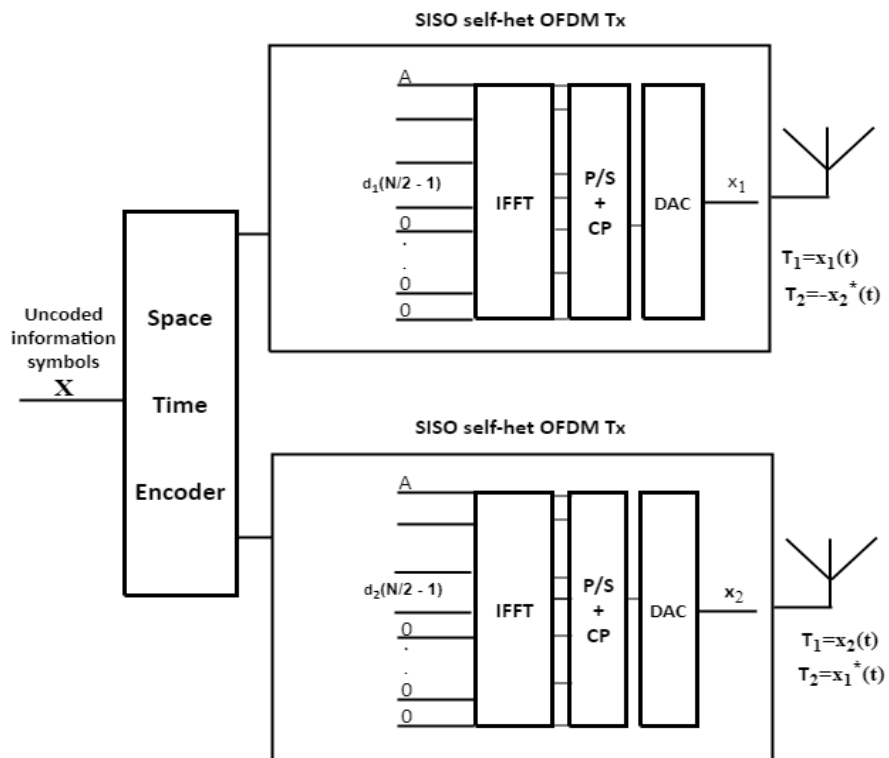 SISO self-het OFDM Tx
A
d₁(N/2 - 1)
0
.
.
0
0
IFFT
P/S
+
CP
DAC
x₁
T₁=x₁(t)
T₂=-x₂*(t)
Uncoded
information
symbols
X
Space
Time
Encoder
SISO self-het OFDM Tx
A
d₂(N/2 - 1)
0
.
.
0
0
IFFT
P/S
+
CP
DAC
x₂
T₁=x₂(t)
T₂=x₁*(t)